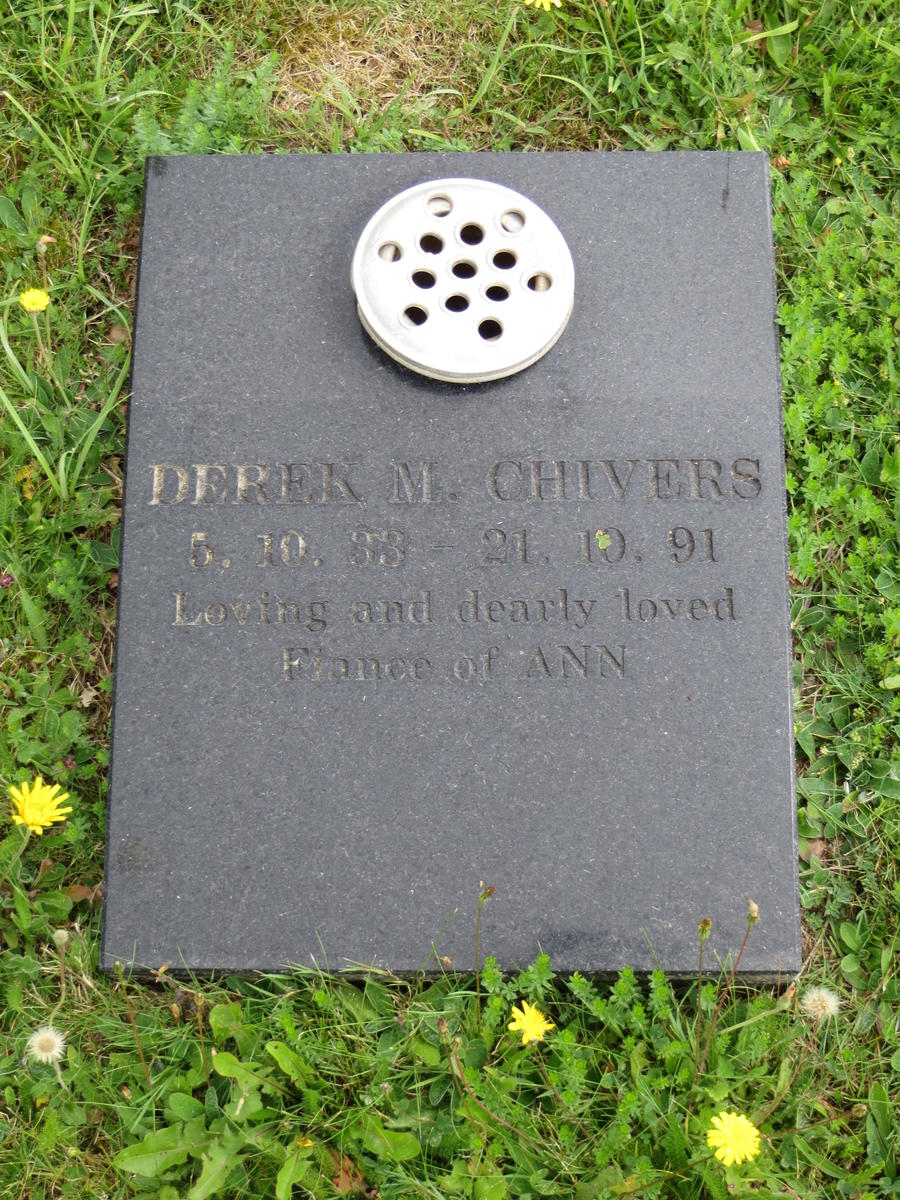 DEREK M. CHIVERS
5. 10. 33 - 21. 10. 91
Loving and dearly loved
Fiance of ANN